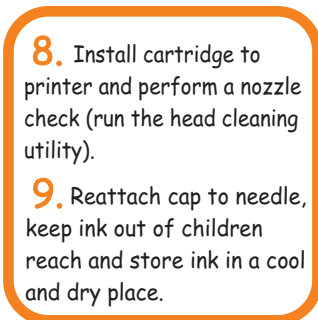 8. Install cartridge to
printer and perform a nozzle
check (run the head cleaning
utility).
9. Reattach cap to needle,
keep ink out of children
reach and store ink in a cool
and dry place.